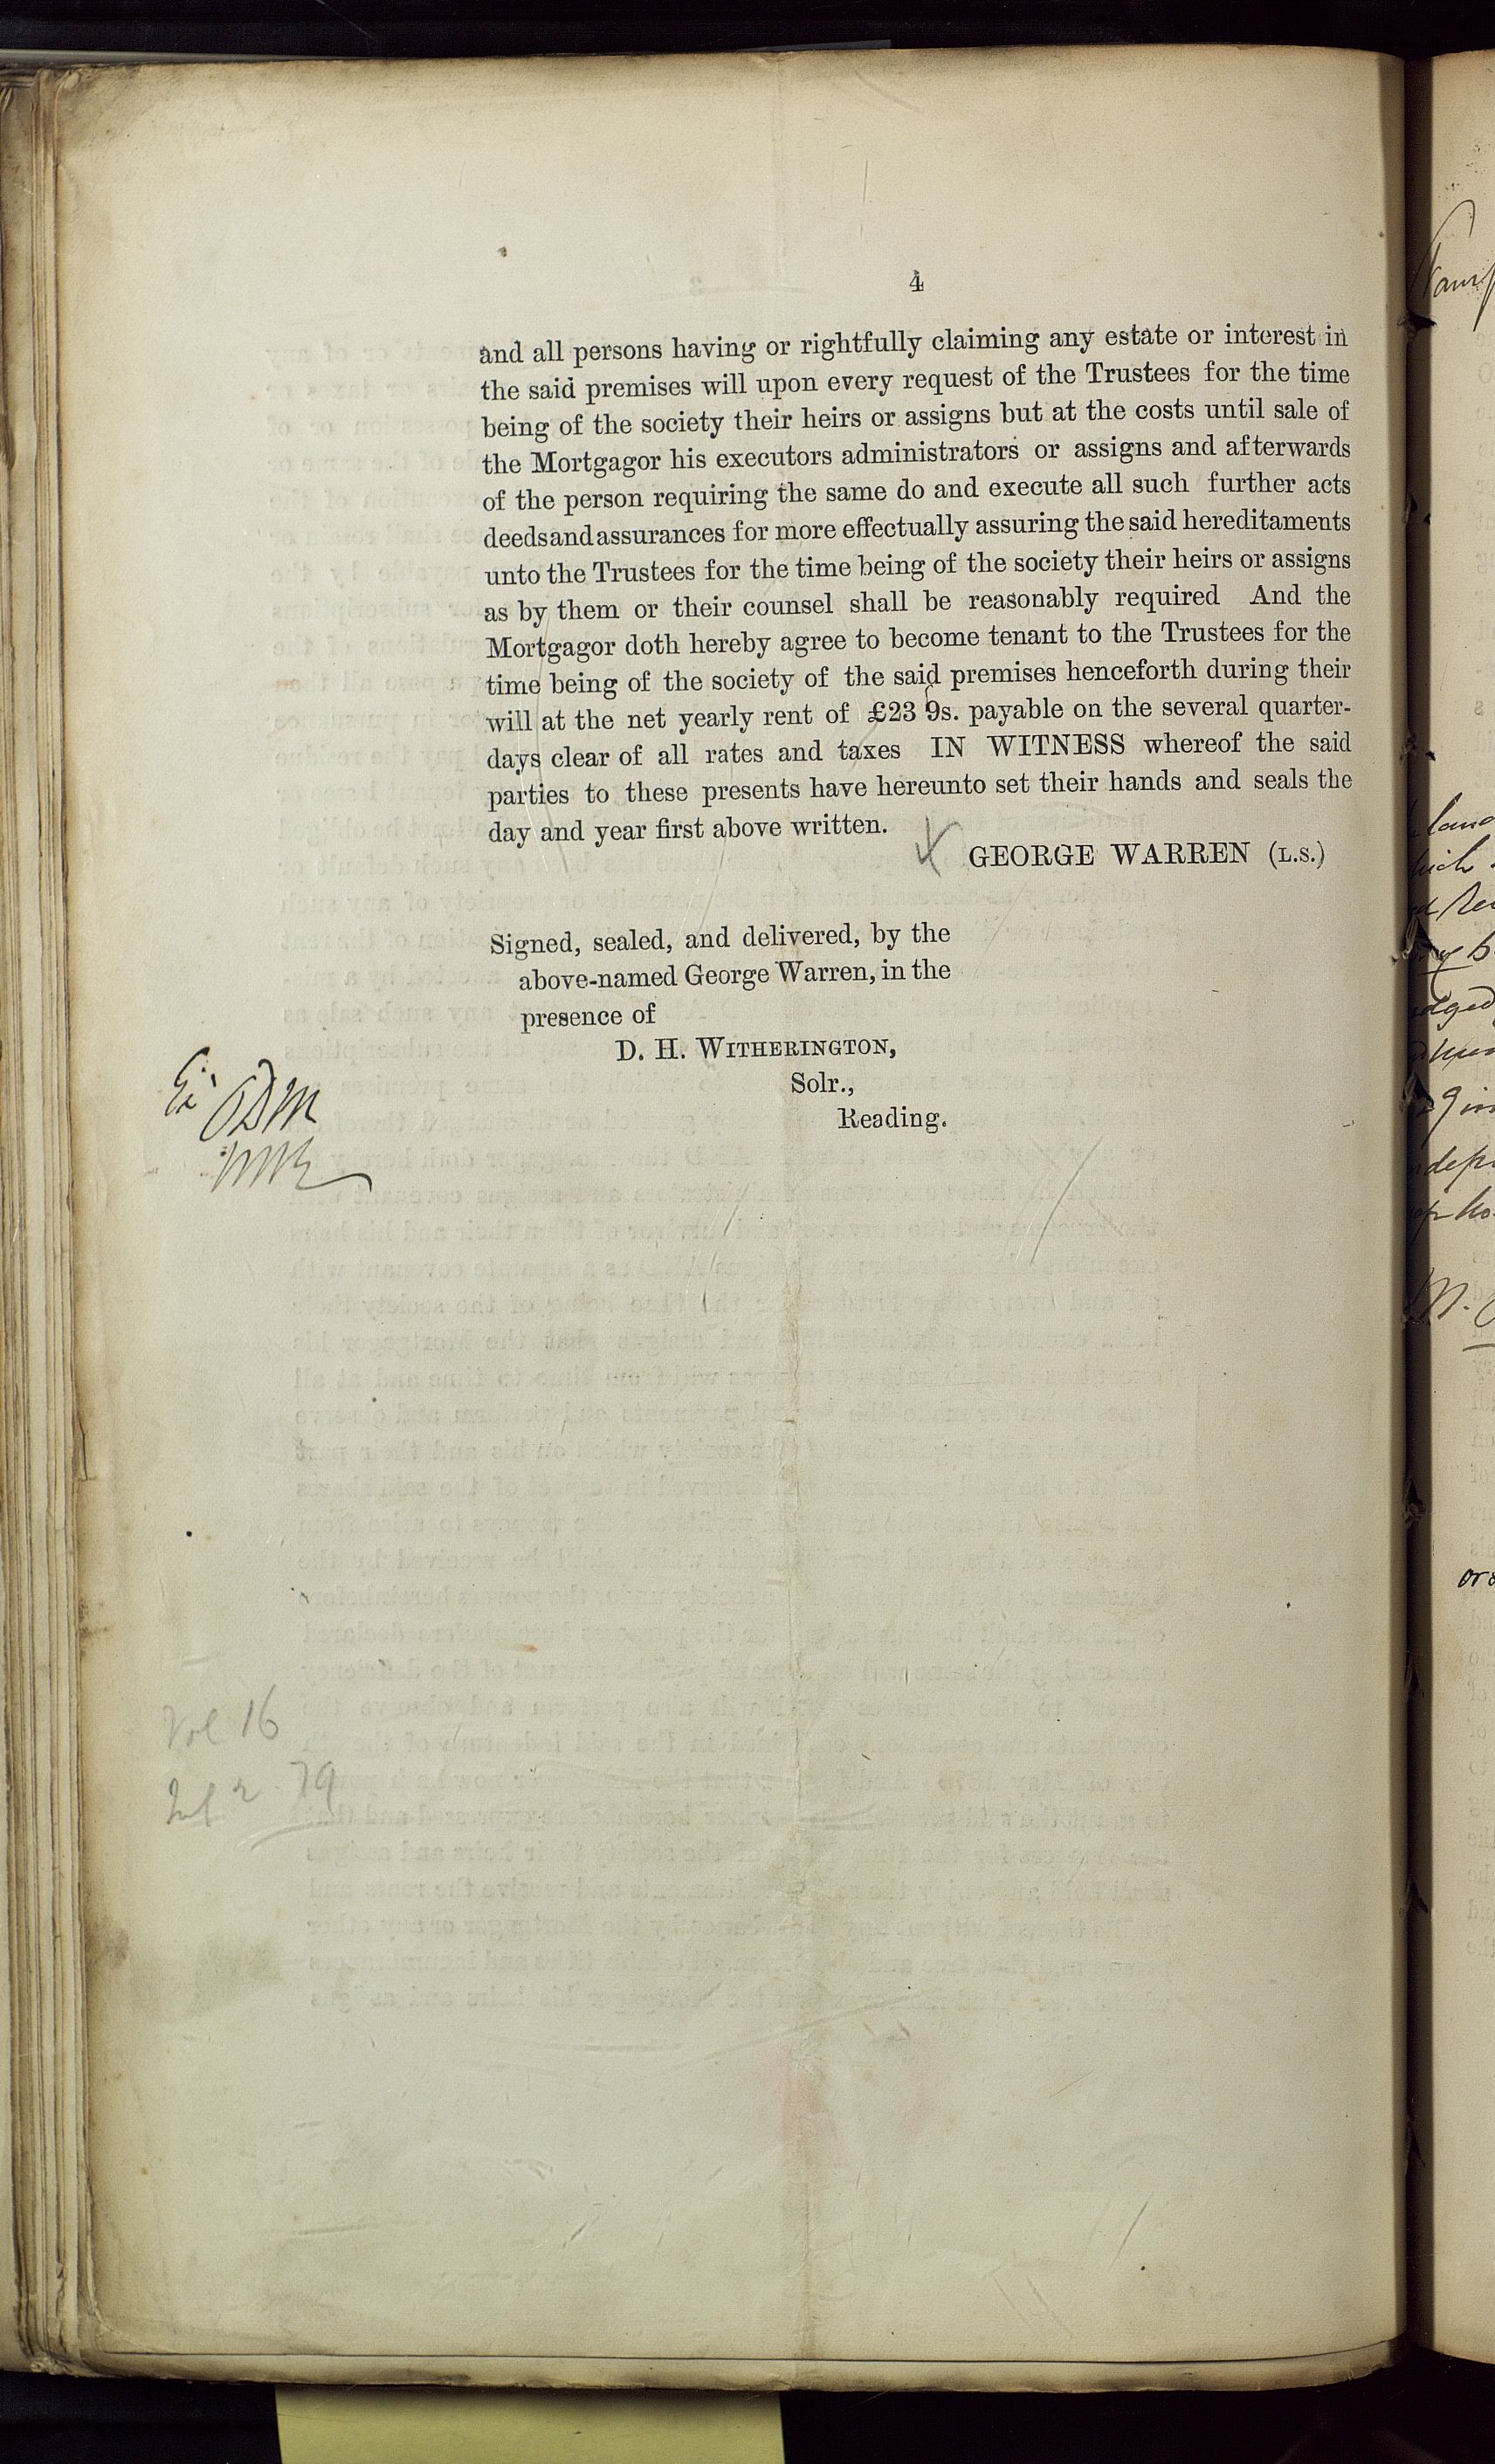 4
and all persons having or rightfully claiming any estate or interest in
the said premises will upon every request of the Trustees for the time
being of the society their heirs or assigns but at the costs until sale of
the Mortgagor his executors administrators or assigns and afterwards
of the person requiring the same do and execute all such further acts
deeds and assurances for more effectually assuring the said hereditaments
unto the Trustees for the time being of the society their heirs or assigns
as by them or their counsel shall be reasonably required And the
Mortgagor doth hereby agree to become tenant to the Trustees for the
time being of the society of the said premises henceforth during their
will at the net yearly rent of £23 9s. payable on the several quarter-
days clear of all rates and taxes IN WITNESS whereof the said
parties to these presents have hereunto set their hands and seals the
day and year first above written.
GEORGE WARREN (L.S.)
Signed, sealed, and delivered, by the
above-named George Warren, in the
presence of
D. H. WITHERINGTON,
Solr.,
Reading.
Vol 16
79